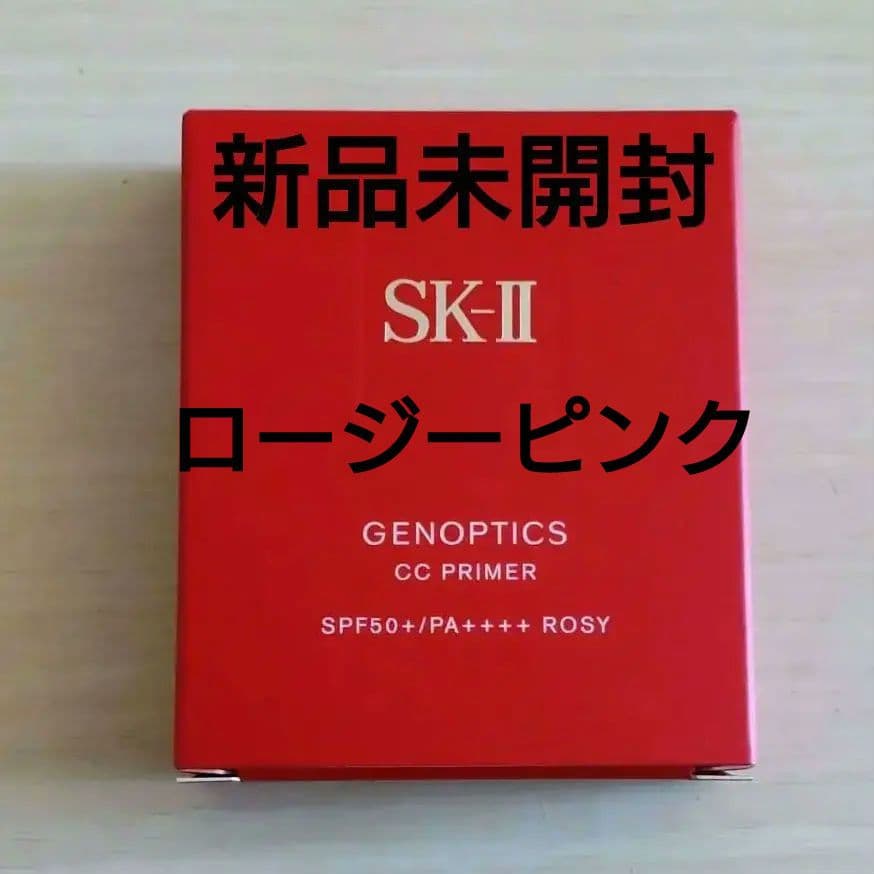 新品未開封
SK-II
ロージーピンク
GENOPTICS
CC PRIMER
SPF50+/PA++++ ROSY